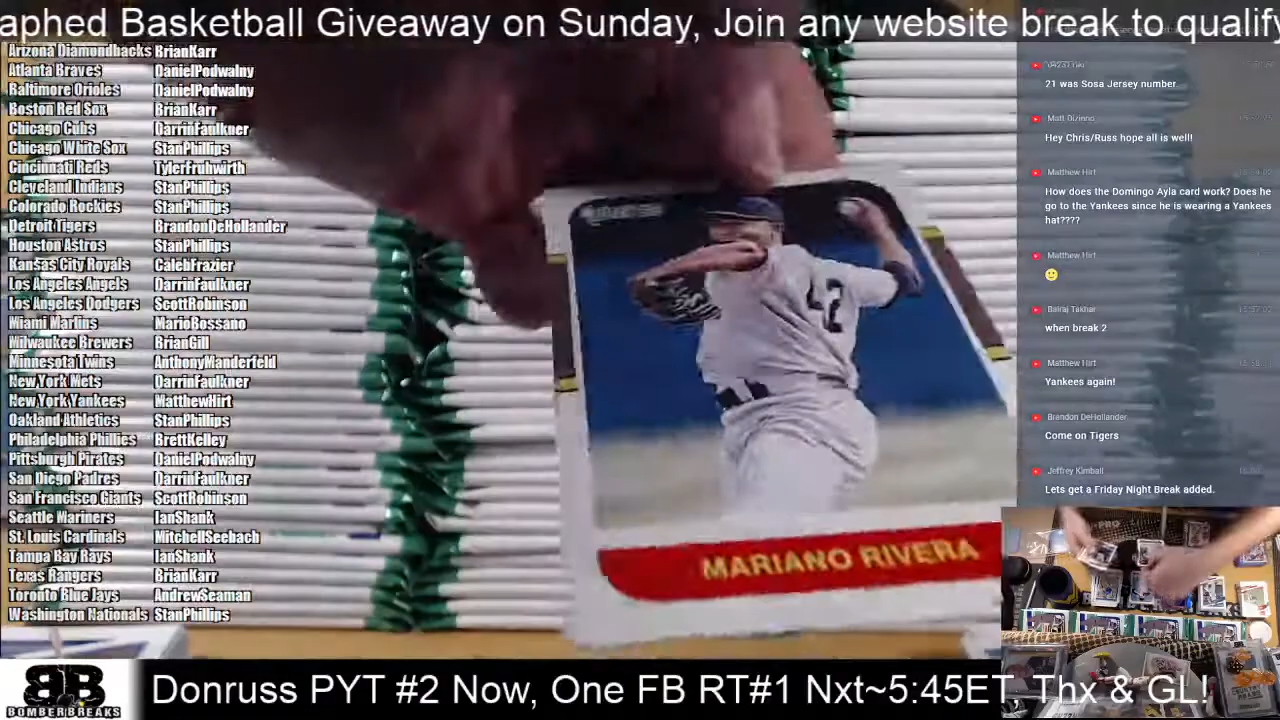 aphed Basketball Giveaway on Sunday, Join any website break to qualify
Arizona Diamondbacks BrianKarr
Atlanta Braves DanielPodwalny
Baltimore Orioles DanielPodwalny
Boston Red Sox BrianKarr
Chicago Cubs DarrinFaulkner
Chicago White Sox StanPhillips
Cincinnati Reds TylerFruhwirth
Cleveland Indians StanPhillips
Colorado Rockies StanPhillips
Detroit Tigers BrandonDeHollander
Houston Astros StanPhillips
Kansas City Royals CalebFrazier
Los Angeles Angels DarrinFaulkner
Los Angeles Dodgers ScottRobinson
Miami Marlins MarioBossano
Milwaukee Brewers BrianGill
Minnesota Twins AnthonyManderfeld
New York Mets DarrinFaulkner
New York Yankees MatthewHirt
Oakland Athletics StanPhillips
Philadelphia Phillies BrettKelley
Pittsburgh Pirates DanielPodwalny
San Diego Padres DarrinFaulkner
San Francisco Giants ScottRobinson
Seattle Mariners IanShank
St. Louis Cardinals MitchellSeebach
Tampa Bay Rays IanShank
Texas Rangers BrianKarr
Toronto Blue Jays AndrewSeaman
Washington Nationals StanPhillips
42
MARIANO RIVERA
21 was Sosa Jersey number
Matt Dizinno
Hey Chris/Russ hope all is well!
Matthew Hirt
How does the Domingo Ayla card work? Does he
go to the Yankees since he is wearing a Yankees
hat????
Matthew Hirt
🙂
Balraj Takhar
when break 2
Matthew Hirt
Yankees again!
Brandon DeHollander
Come on Tigers
Jeffrey Kimball
Lets get a Friday Night Break added.
BB
BOMBERBREAKS
Donruss PYT #2 Now, One FB RT#1 Nxt~5:45ET. Thx & GL!